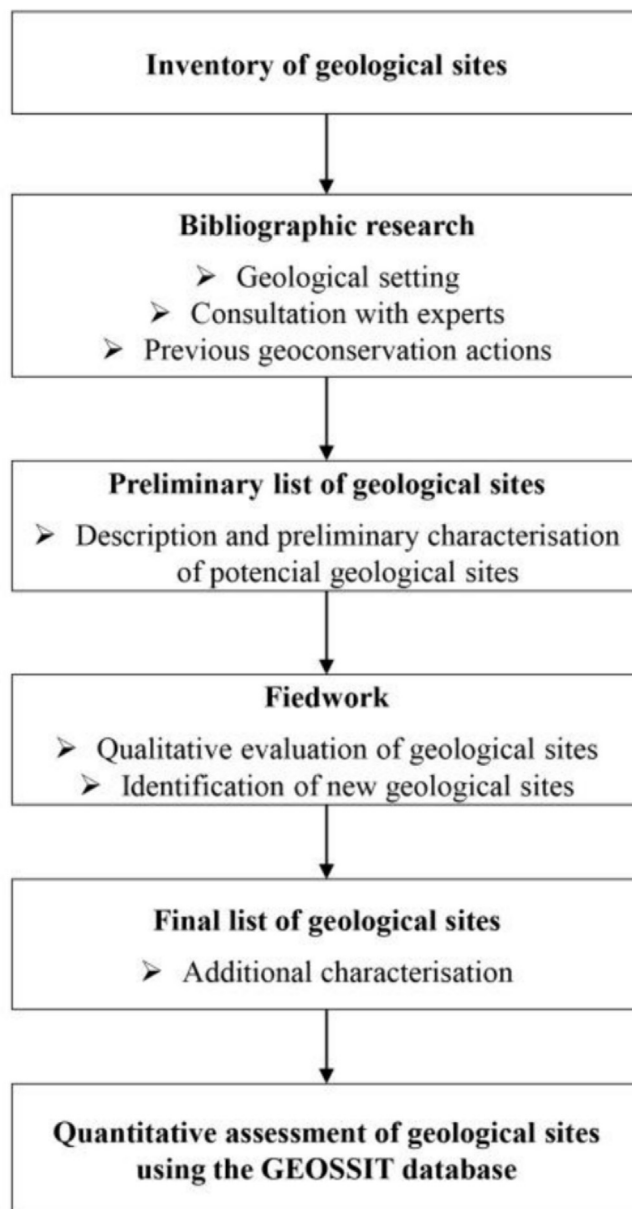 Inventory of geological sites
Bibliographic research
➢ Geological setting
➢ Consultation with experts
➢ Previous geoconservation actions
Preliminary list of geological sites
➢ Description and preliminary characterisation
of potencial geological sites
Fiedwork
➢ Qualitative evaluation of geological sites
➢ Identification of new geological sites
Final list of geological sites
➢ Additional characterisation
Quantitative assessment of geological sites
using the GEOSSIT database